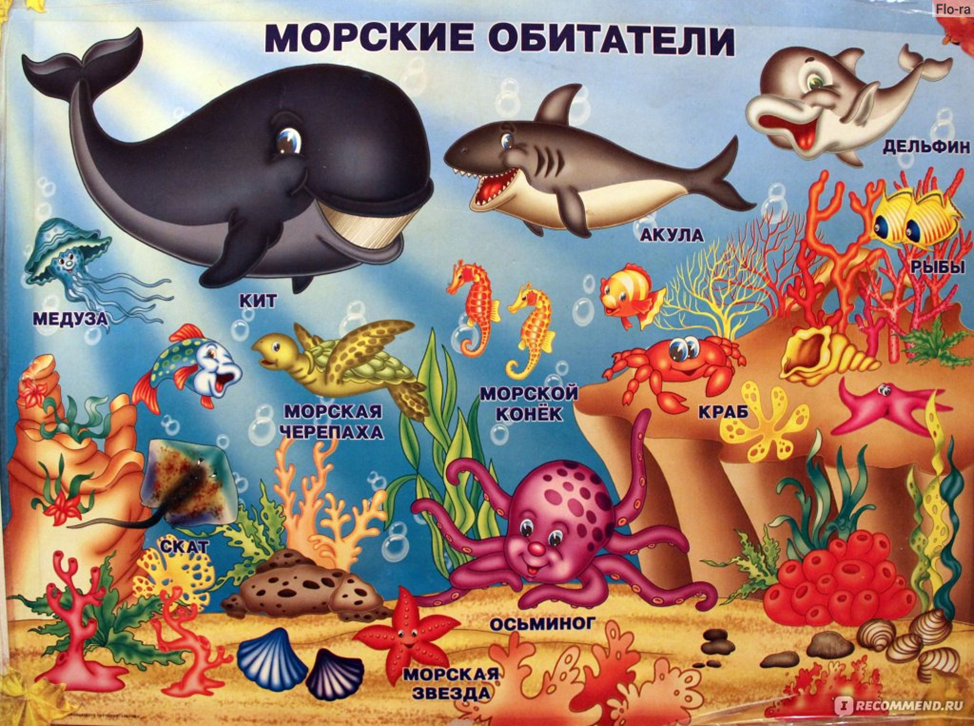 Flo-ra
МОРСКИЕ ОБИТАТЕЛИ
ДЕЛЬФИН
АКУЛА
РЫБЫ
КИТ
МЕДУЗА
МОРСКАЯ
ЧЕРЕПАХА
МОРСКОЙ
КОНЁК
КРАБ
СКАТ
ОСЬМИНОГ
МОРСКАЯ
ЗВЕЗДА
IRECOMMEND.RU